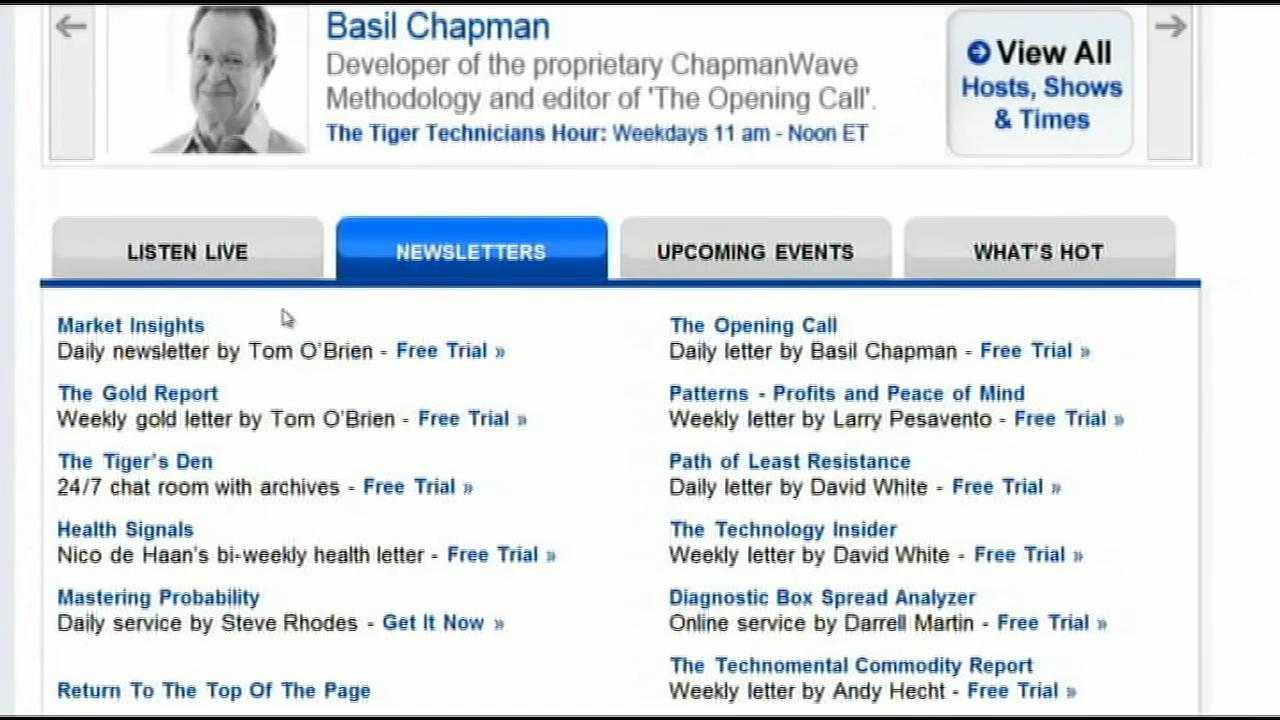 Basil Chapman
Developer of the proprietary ChapmanWave
Methodology and editor of 'The Opening Call'.
The Tiger Technicians Hour: Weekdays 11 am - Noon ET
View All
Hosts, Shows
& Times
LISTEN LIVE
NEWSLETTERS
UPCOMING EVENTS
WHAT'S HOT
Market Insights
Daily newsletter by Tom O'Brien - Free Trial »
The Gold Report
Weekly gold letter by Tom O'Brien - Free Trial »
The Tiger's Den
24/7 chat room with archives - Free Trial »
Health Signals
Nico de Haan's bi-weekly health letter - Free Trial »
Mastering Probability
Daily service by Steve Rhodes - Get It Now »
Return To The Top Of The Page
The Opening Call
Daily letter by Basil Chapman - Free Trial »
Patterns - Profits and Peace of Mind
Weekly letter by Larry Pesavento - Free Trial »
Path of Least Resistance
Daily letter by David White - Free Trial »
The Technology Insider
Weekly letter by David White - Free Trial »
Diagnostic Box Spread Analyzer
Online service by Darrell Martin - Free Trial »
The Technomental Commodity Report
Weekly letter by Andy Hecht - Free Trial »